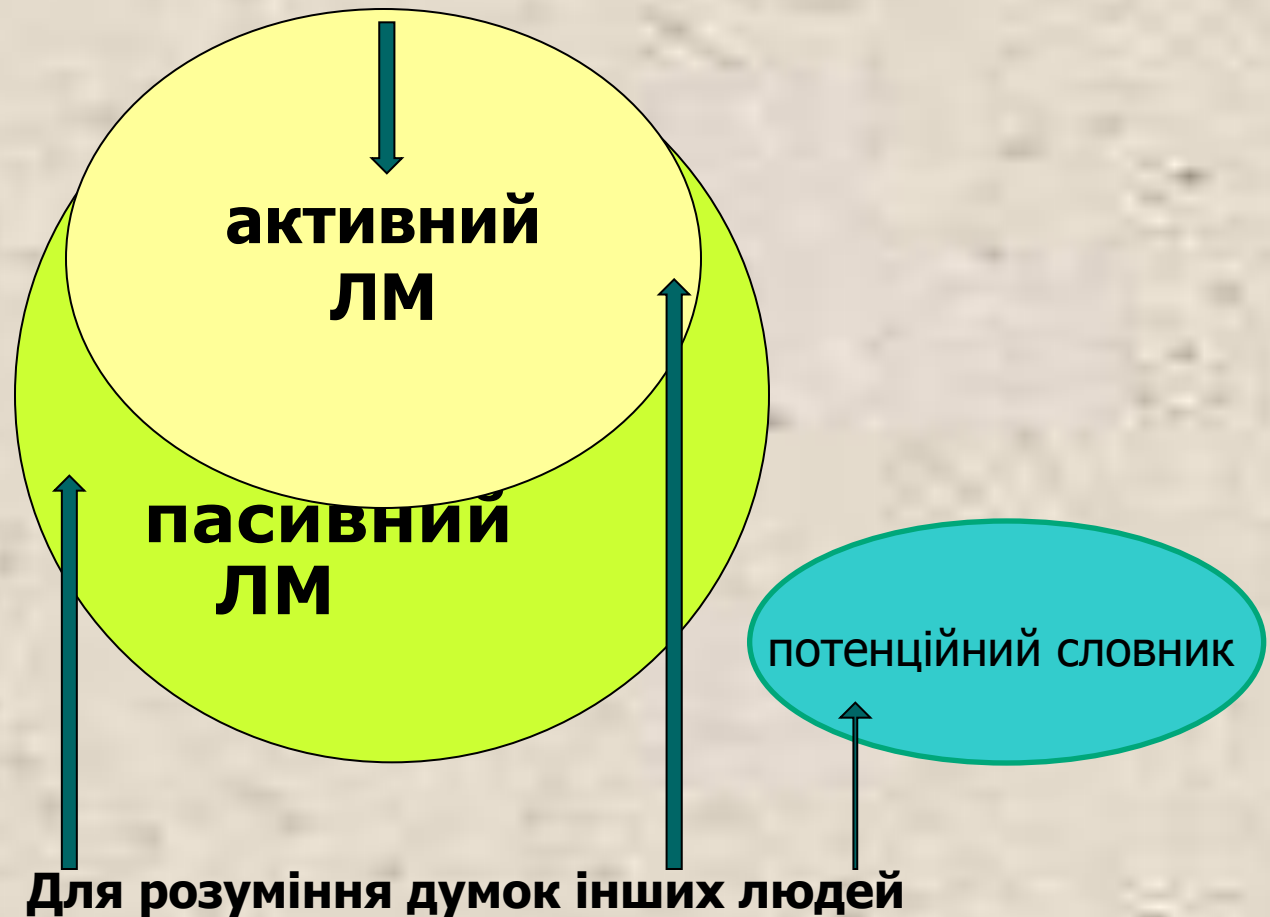 активний
ЛМ
пасивний
ЛМ
потенційний словник
Для розуміння думок інших людей